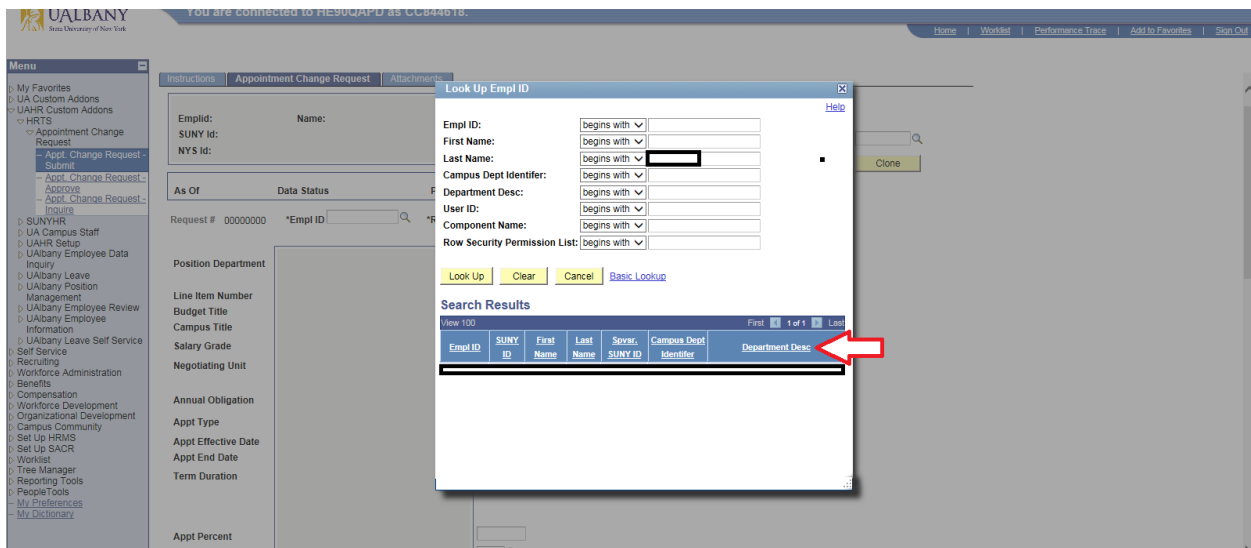 UALBANY
State University of New York
You are connected to HE90QAPD as CC844618.
Home | Worklist | Performance Trace | Add to Favorites | Sign Out
Menu
My Favorites
UA Custom Addons
UAHR Custom Addons
HRTS
Appointment Change
Request
– Appt. Change Request -
Submit
– Appt. Change Request -
Approve
– Appt. Change Request -
Inquire
SUNYHR
UA Campus Staff
UAHR Setup
UAlbany Employee Data
Inquiry
UAlbany Leave
UAlbany Position
Management
UAlbany Employee Review
UAlbany Employee
Information
UAlbany Leave Self Service
Self Service
Recruiting
Workforce Administration
Benefits
Compensation
Workforce Development
Organizational Development
Campus Community
Set Up HRMS
Set Up SACR
Worklist
Tree Manager
Reporting Tools
PeopleTools
– My Preferences
– My Dictionary
Instructions Appointment Change Request Attachments
Emplid: Name:
SUNY Id:
NYS Id:
Clone
As Of Data Status
Request # 00000000 *Empl ID
Position Department
Line Item Number
Budget Title
Campus Title
Salary Grade
Negotiating Unit
Annual Obligation
Appt Type
Appt Effective Date
Appt End Date
Term Duration
Appt Percent
Look Up Empl ID
Help
Empl ID: begins with
First Name: begins with
Last Name: begins with
Campus Dept Identifer: begins with
Department Desc: begins with
User ID: begins with
Component Name: begins with
Row Security Permission List: begins with
Look Up Clear Cancel Basic Lookup
Search Results
View 100 First 1 of 1 Last
Empl ID SUNY ID First Name Last Name Spvsr. SUNY ID Campus Dept Identifer Department Desc